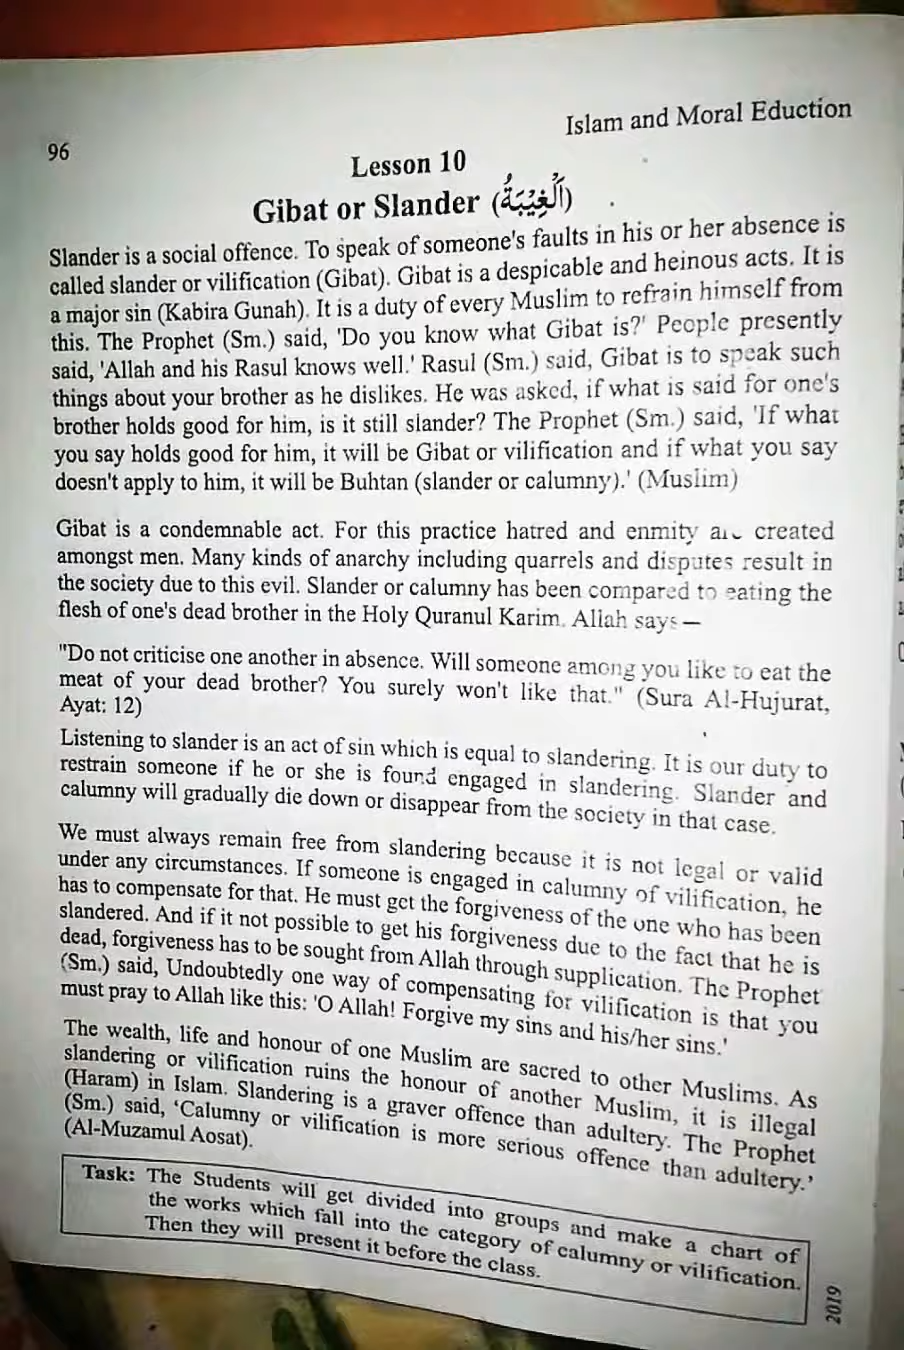 96
Islam and Moral Eduction
Lesson 10
Gibat or Slander (اَلْغِيْبَةُ)
Slander is a social offence. To speak of someone's faults in his or her absence is
called slander or vilification (Gibat). Gibat is a despicable and heinous acts. It is
a major sin (Kabira Gunah). It is a duty of every Muslim to refrain himself from
this. The Prophet (Sm.) said, 'Do you know what Gibat is?' People presently
said, 'Allah and his Rasul knows well.' Rasul (Sm.) said, Gibat is to speak such
things about your brother as he dislikes. He was asked, if what is said for one's
brother holds good for him, is it still slander? The Prophet (Sm.) said, 'If what
you say holds good for him, it will be Gibat or vilification and if what you say
doesn't apply to him, it will be Buhtan (slander or calumny).' (Muslim)
Gibat is a condemnable act. For this practice hatred and enmity are created
amongst men. Many kinds of anarchy including quarrels and disputes result in
the society due to this evil. Slander or calumny has been compared to eating the
flesh of one's dead brother in the Holy Quranul Karim. Allah says —
"Do not criticise one another in absence. Will someone among you like to eat the
meat of your dead brother? You surely won't like that." (Sura Al-Hujurat,
Ayat: 12)
Listening to slander is an act of sin which is equal to slandering. It is our duty to
restrain someone if he or she is found engaged in slandering. Slander and
calumny will gradually die down or disappear from the society in that case.
We must always remain free from slandering because it is not legal or valid
under any circumstances. If someone is engaged in calumny of vilification, he
has to compensate for that. He must get the forgiveness of the one who has been
slandered. And if it not possible to get his forgiveness due to the fact that he is
dead, forgiveness has to be sought from Allah through supplication. The Prophet
(Sm.) said, Undoubtedly one way of compensating for vilification is that you
must pray to Allah like this: 'O Allah! Forgive my sins and his/her sins.'
The wealth, life and honour of one Muslim are sacred to other Muslims. As
slandering or vilification ruins the honour of another Muslim, it is illegal
(Haram) in Islam. Slandering is a graver offence than adultery. The Prophet
(Sm.) said, 'Calumny or vilification is more serious offence than adultery.'
(Al-Muzamul Aosat).
Task: The Students will get divided into groups and make a chart of
the works which fall into the category of calumny or vilification.
Then they will present it before the class.
2019